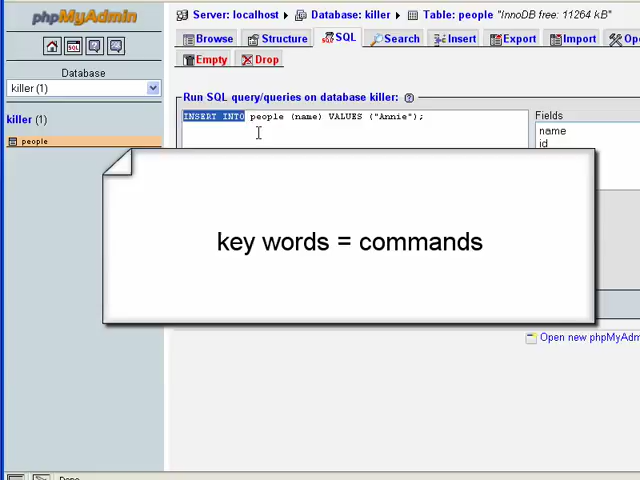 phpMyAdmin
Server: localhost Database: killer Table: people "InnoDB free: 11264 kB"
Browse Structure SQL Search Insert Export Import
Empty Drop
Database
killer (1)
killer (1)
people
Run SQL query/queries on database killer:
INSERT INTO people (name) VALUES ("Annie");
Fields
name
id
key words = commands
Open new phpMyAdm